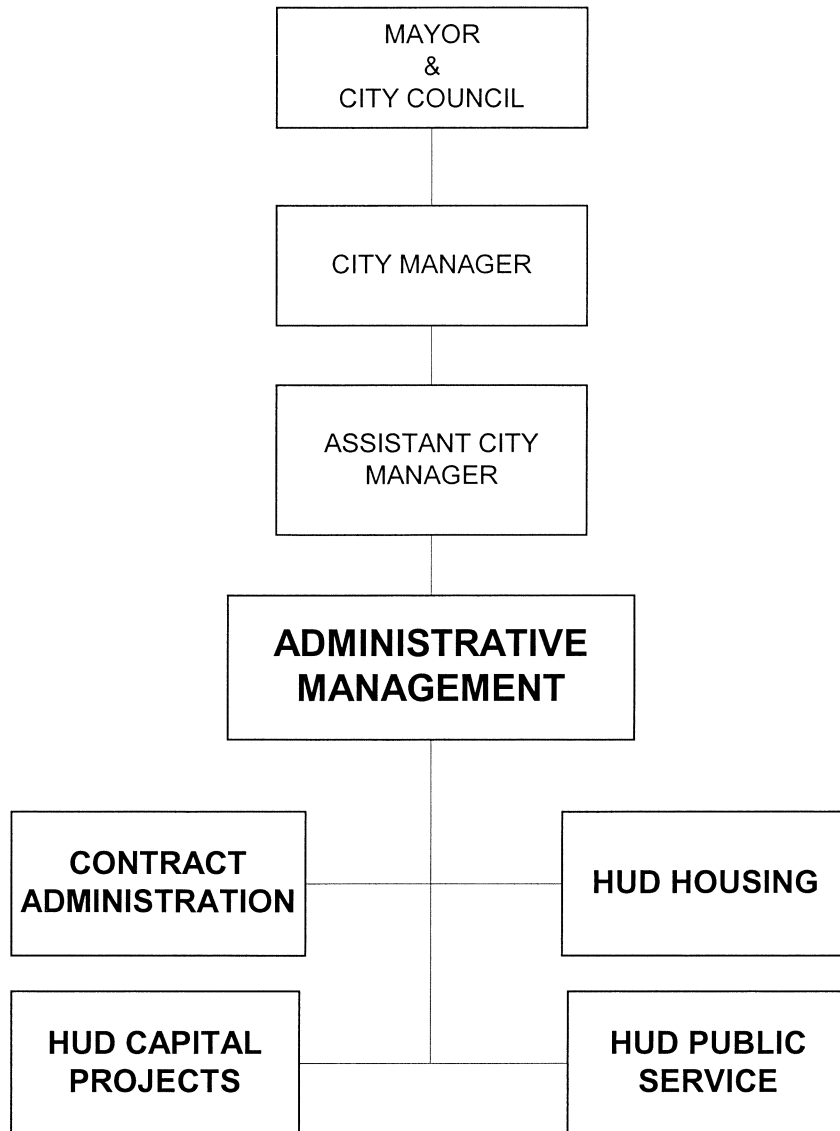 MAYOR
&
CITY COUNCIL
CITY MANAGER
ASSISTANT CITY
MANAGER
ADMINISTRATIVE
MANAGEMENT
CONTRACT
ADMINISTRATION
HUD HOUSING
HUD CAPITAL
PROJECTS
HUD PUBLIC
SERVICE